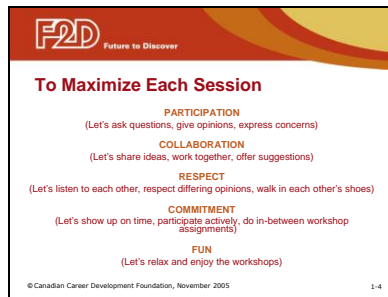 F2D Future to Discover
To Maximize Each Session
PARTICIPATION
(Let's ask questions, give opinions, express concerns)
COLLABORATION
(Let's share ideas, work together, offer suggestions)
RESPECT
(Let's listen to each other, respect differing opinions, walk in each other's shoes)
COMMITMENT
(Let's show up on time, participate actively, do in-between workshop
assignments)
FUN
(Let's relax and enjoy the workshops)
©Canadian Career Development Foundation, November 2005 1-4